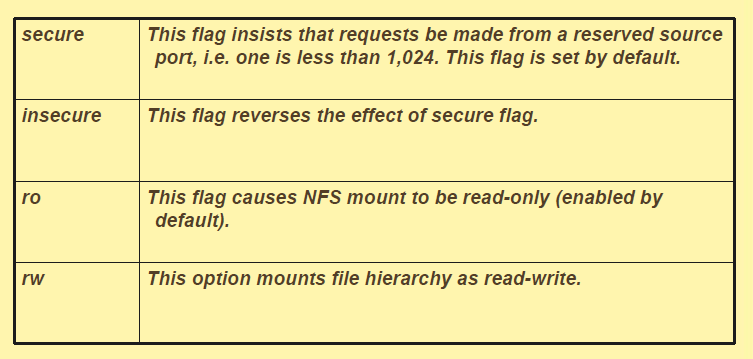 secure This flag insists that requests be made from a reserved source
port, i.e. one is less than 1,024. This flag is set by default.
insecure This flag reverses the effect of secure flag.
ro This flag causes NFS mount to be read-only (enabled by
default).
rw This option mounts file hierarchy as read-write.